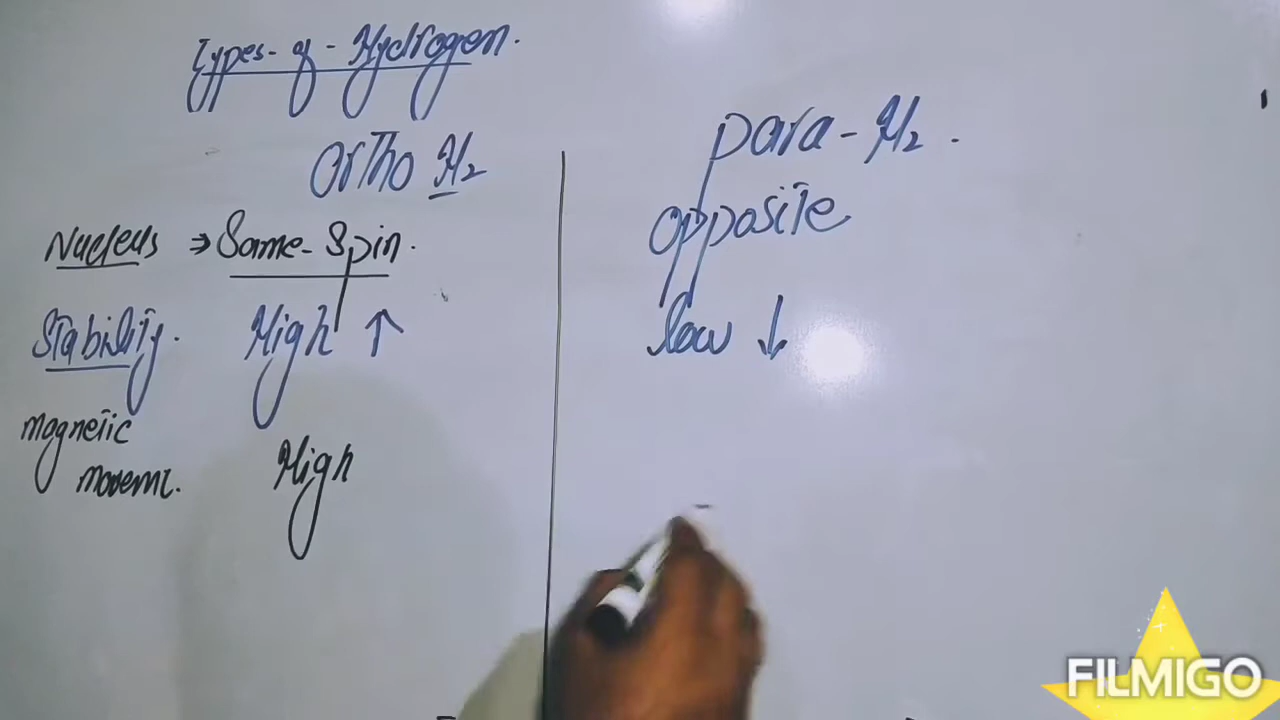 Types-of-Hydrogen.
Ortho H2
para-H2.
Nucleus ⇒ Same-Spin.
opposite
Stability. High ↑
low ↓
magnetic
movemt.
High
FILMIGO